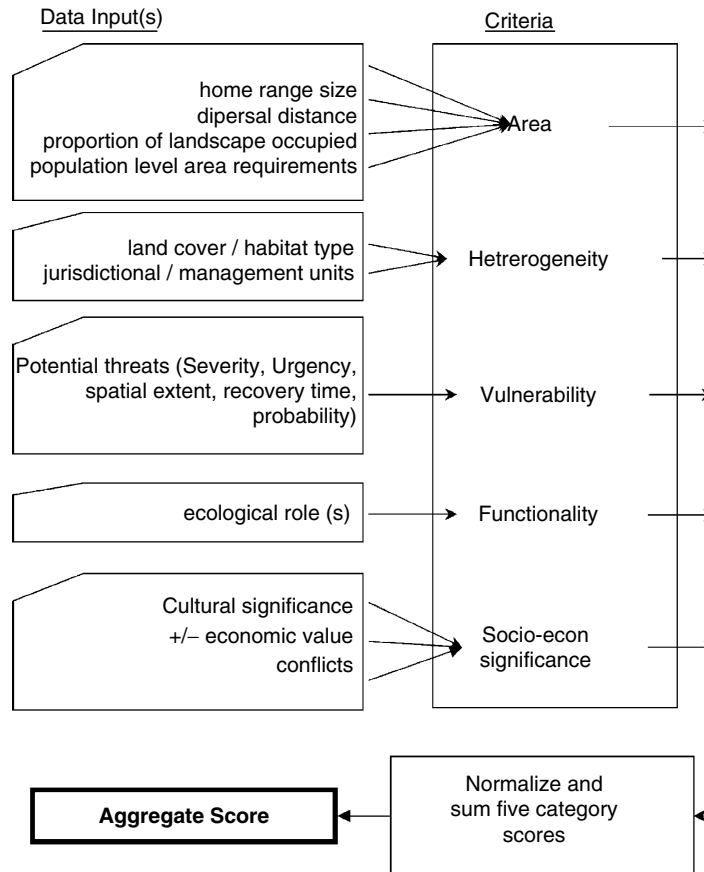 Data Input(s)
Criteria
home range size
dipersal distance
proportion of landscape occupied
population level area requirements
Area
land cover / habitat type
jurisdictional / management units
Hetrerogeneity
Potential threats (Severity, Urgency,
spatial extent, recovery time,
probability)
Vulnerability
ecological role (s)
Functionality
Cultural significance
+/− economic value
conflicts
Socio-econ
significance
Normalize and
sum five category
scores
Aggregate Score